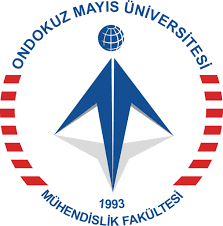 ONDOKUZ MAYIS ÜNİVERSİTESİ
1993
MÜHENDİSLİK FAKÜLTESİ